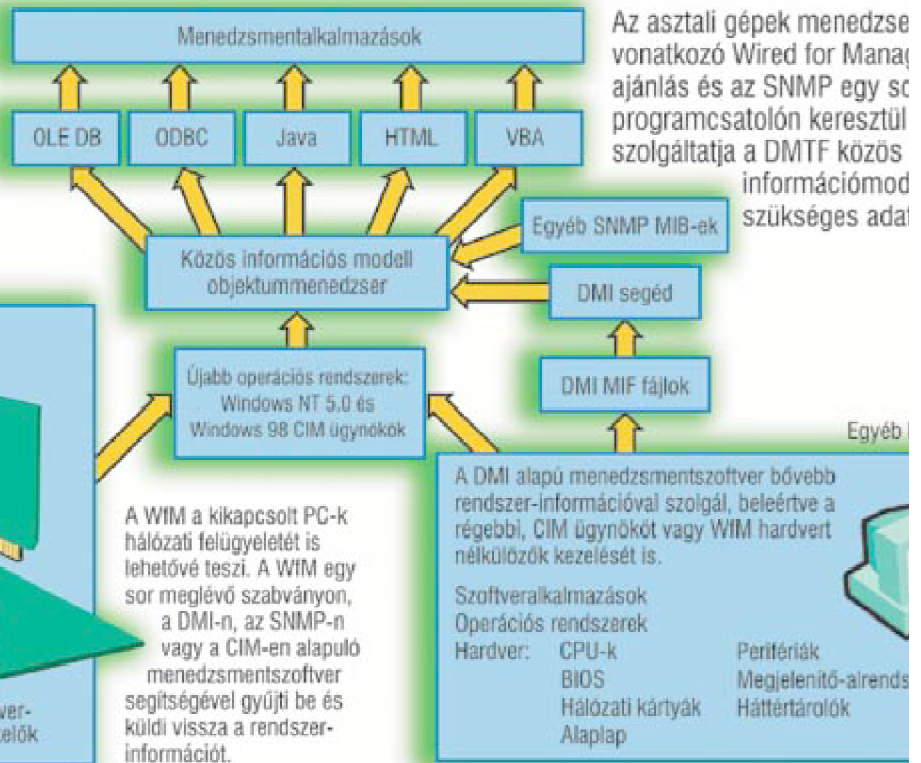 Menedzsmentalkalmazások
OLE DB
ODBC
Java
HTML
VBA
Közös információs modell
objektummenedzser
Egyéb SNMP MIB-ek
DMI segéd
DMI MIF fájlok
Újabb operációs rendszerek:
Windows NT 5.0 és
Windows 98 CIM ügynökök
Az asztali gépek
vonatkozó Wired for
ajánlás és az SNMP egy
programcsatolón keresztül
szolgáltatja a DMTF közös
szükséges
Egyéb
A WfM a kikapcsolt PC-k
hálózati felügyeletét is
lehetővé teszi. A WfM egy
sor meglévő szabványon,
a DMI-n, az SNMP-n
vagy a CIM-en alapuló
menedzsmentszoftver
segítségével gyűjti be és
küldi vissza a rendszer-
információt.
A DMI alapú menedzsmentszoftver bővebb
rendszer-információval szolgál, beleértve a
régebbi, CIM ügynököt vagy WfM hardvert
nélkülözők kezelését is.
Szoftveralkalmazások
Operációs rendszerek
Hardver: CPU-k
BIOS
Hálózati kártyák
Alaplap
Perifériák
Háttértárolók